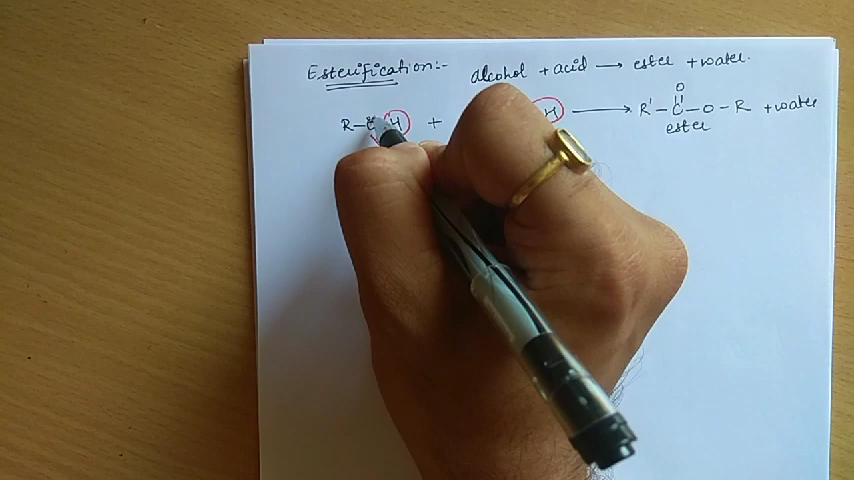 Esterification:- alcohol + acid → ester + water.
O
R-O H + H → R'-C-O-R + water
ester